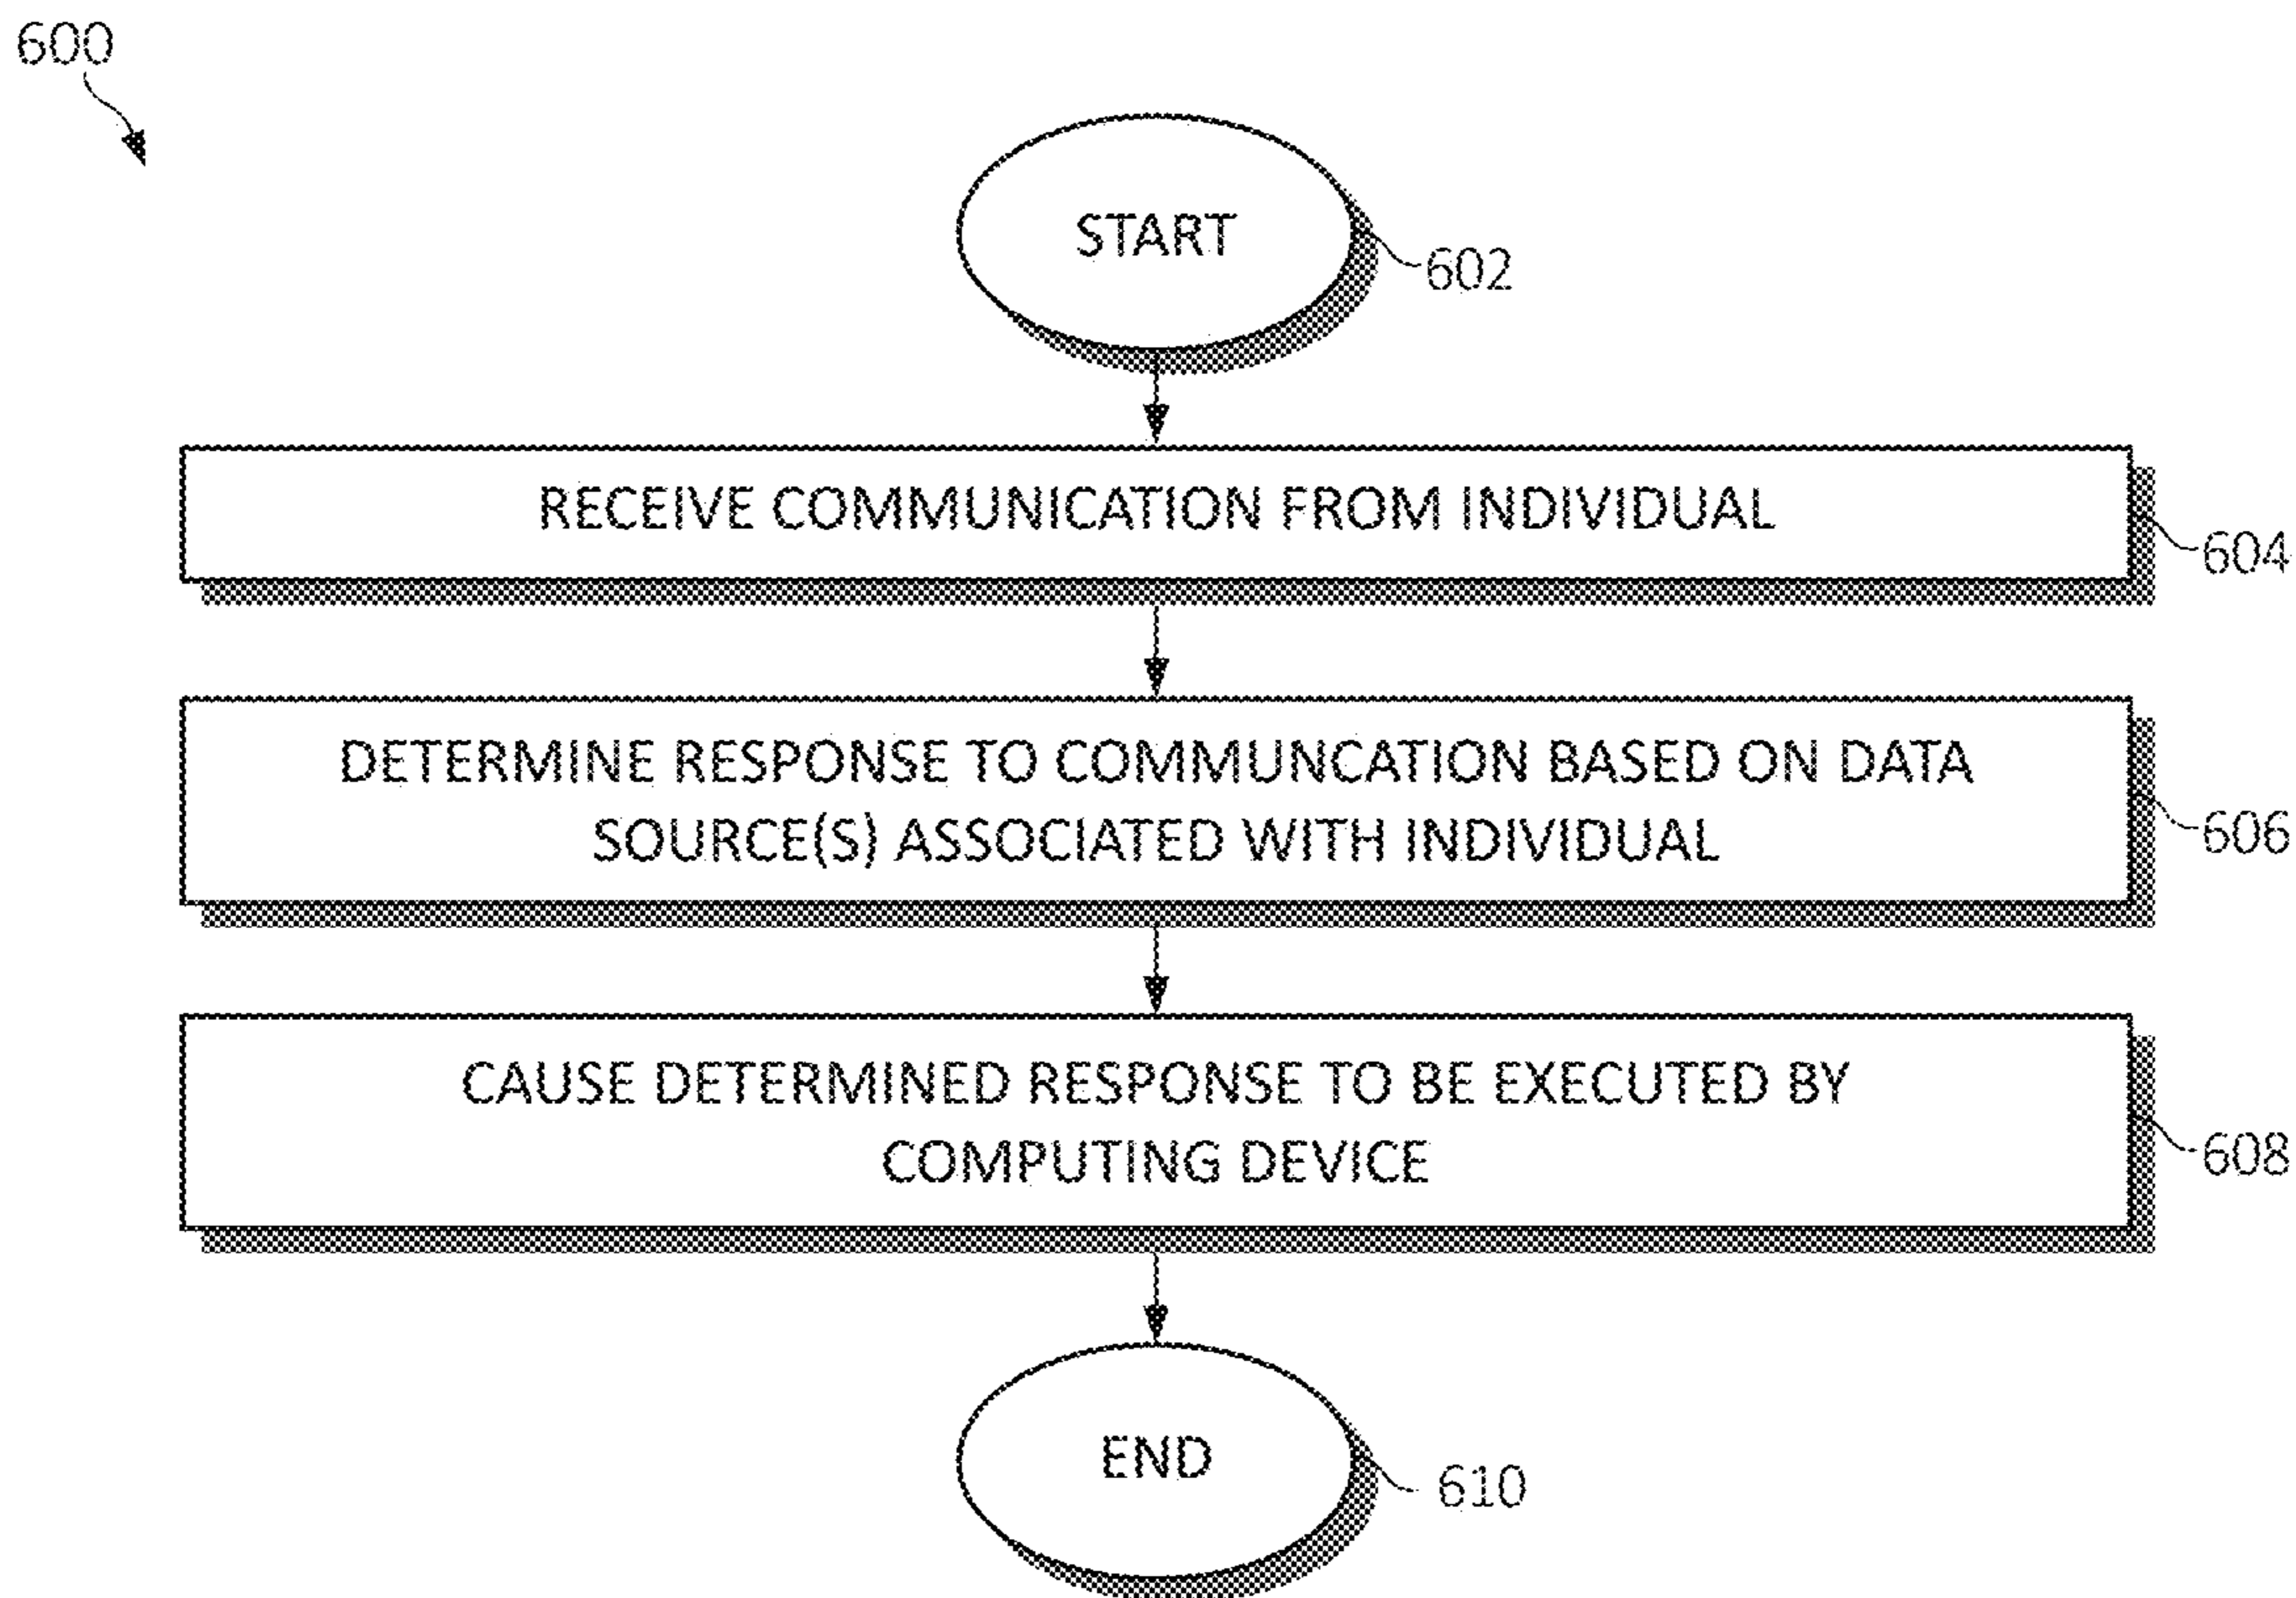 600
START
602
RECEIVE COMMUNICATION FROM INDIVIDUAL
604
DETERMINE RESPONSE TO COMMUNCATION BASED ON DATA
SOURCE(S) ASSOCIATED WITH INDIVIDUAL
606
CAUSE DETERMINED RESPONSE TO BE EXECUTED BY
COMPUTING DEVICE
608
END
610